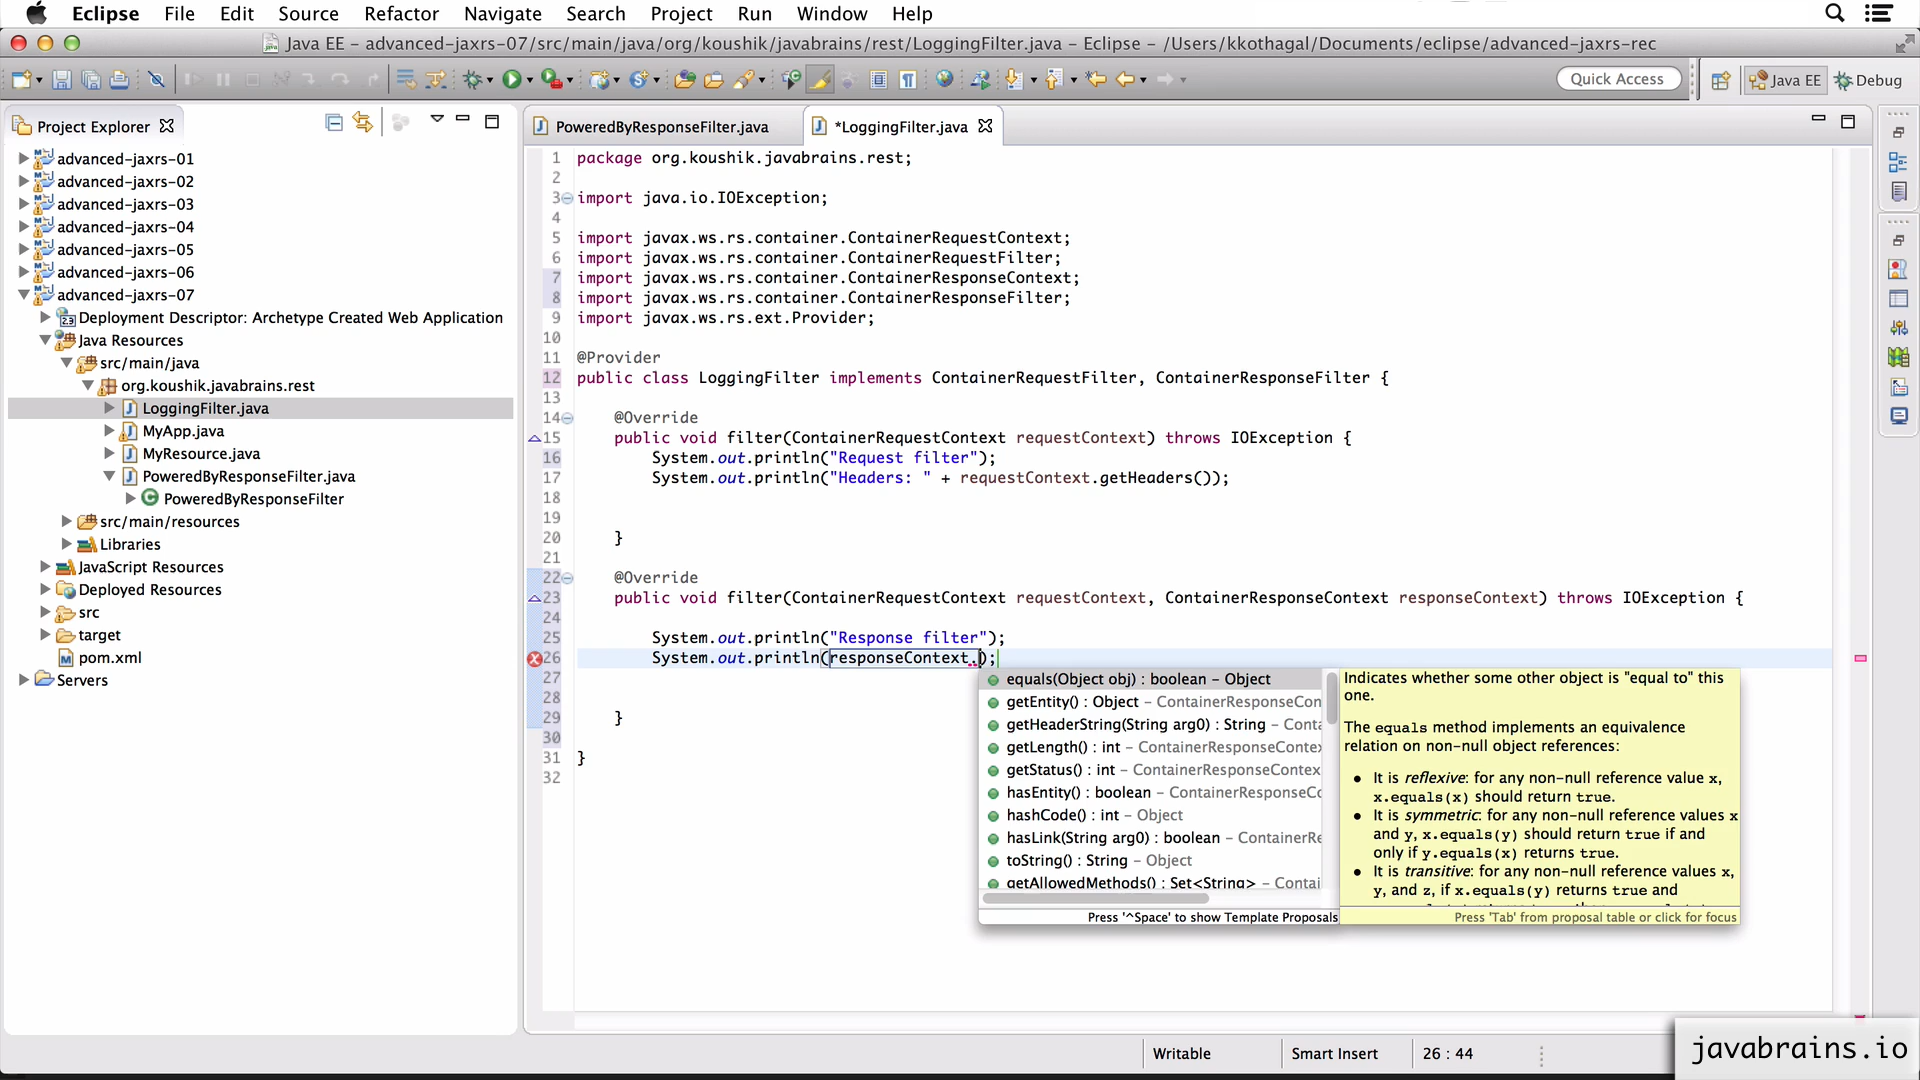 Eclipse File Edit Source Refactor Navigate Search Project Run Window Help
Java EE – advanced-jaxrs-07/src/main/java/org/koushik/javabrains/rest/LoggingFilter.java – Eclipse – /Users/kkothagal/Documents/eclipse/advanced-jaxrs-rec
Quick Access Java EE Debug
Project Explorer
advanced-jaxrs-01
advanced-jaxrs-02
advanced-jaxrs-03
advanced-jaxrs-04
advanced-jaxrs-05
advanced-jaxrs-06
advanced-jaxrs-07
Deployment Descriptor: Archetype Created Web Application
Java Resources
src/main/java
org.koushik.javabrains.rest
LoggingFilter.java
MyApp.java
MyResource.java
PoweredByResponseFilter.java
PoweredByResponseFilter
src/main/resources
Libraries
JavaScript Resources
Deployed Resources
src
target
pom.xml
Servers
PoweredByResponseFilter.java *LoggingFilter.java
1 package org.koushik.javabrains.rest;
2
3 import java.io.IOException;
4
5 import javax.ws.rs.container.ContainerRequestContext;
6 import javax.ws.rs.container.ContainerRequestFilter;
7 import javax.ws.rs.container.ContainerResponseContext;
8 import javax.ws.rs.container.ContainerResponseFilter;
9 import javax.ws.rs.ext.Provider;
10
11 @Provider
12 public class LoggingFilter implements ContainerRequestFilter, ContainerResponseFilter {
13
14 @Override
15 public void filter(ContainerRequestContext requestContext) throws IOException {
16 System.out.println("Request filter");
17 System.out.println("Headers: " + requestContext.getHeaders());
18
19
20 }
21
22 @Override
23 public void filter(ContainerRequestContext requestContext, ContainerResponseContext responseContext) throws IOException {
24
25 System.out.println("Response filter");
26 System.out.println(responseContext.);
27
28
29 }
30
31 }
32
equals(Object obj) : boolean – Object
getEntity() : Object – ContainerResponseCon
getHeaderString(String arg0) : String – Conta
getLength() : int – ContainerResponseContex
getStatus() : int – ContainerResponseContex
hasEntity() : boolean – ContainerResponseCo
hashCode() : int – Object
hasLink(String arg0) : boolean – ContainerRe
toString() : String – Object
getAllowedMethods() : Set<String> – Contai
Press '^Space' to show Template Proposals
Indicates whether some other object is "equal to" this
one.
The equals method implements an equivalence
relation on non-null object references:
• It is reflexive: for any non-null reference value x,
x.equals(x) should return true.
• It is symmetric: for any non-null reference values x
and y, x.equals(y) should return true if and
only if y.equals(x) returns true.
• It is transitive: for any non-null reference values x,
y, and z, if x.equals(y) returns true and
Press 'Tab' from proposal table or click for focus
Writable Smart Insert 26 : 44
javabrains.io